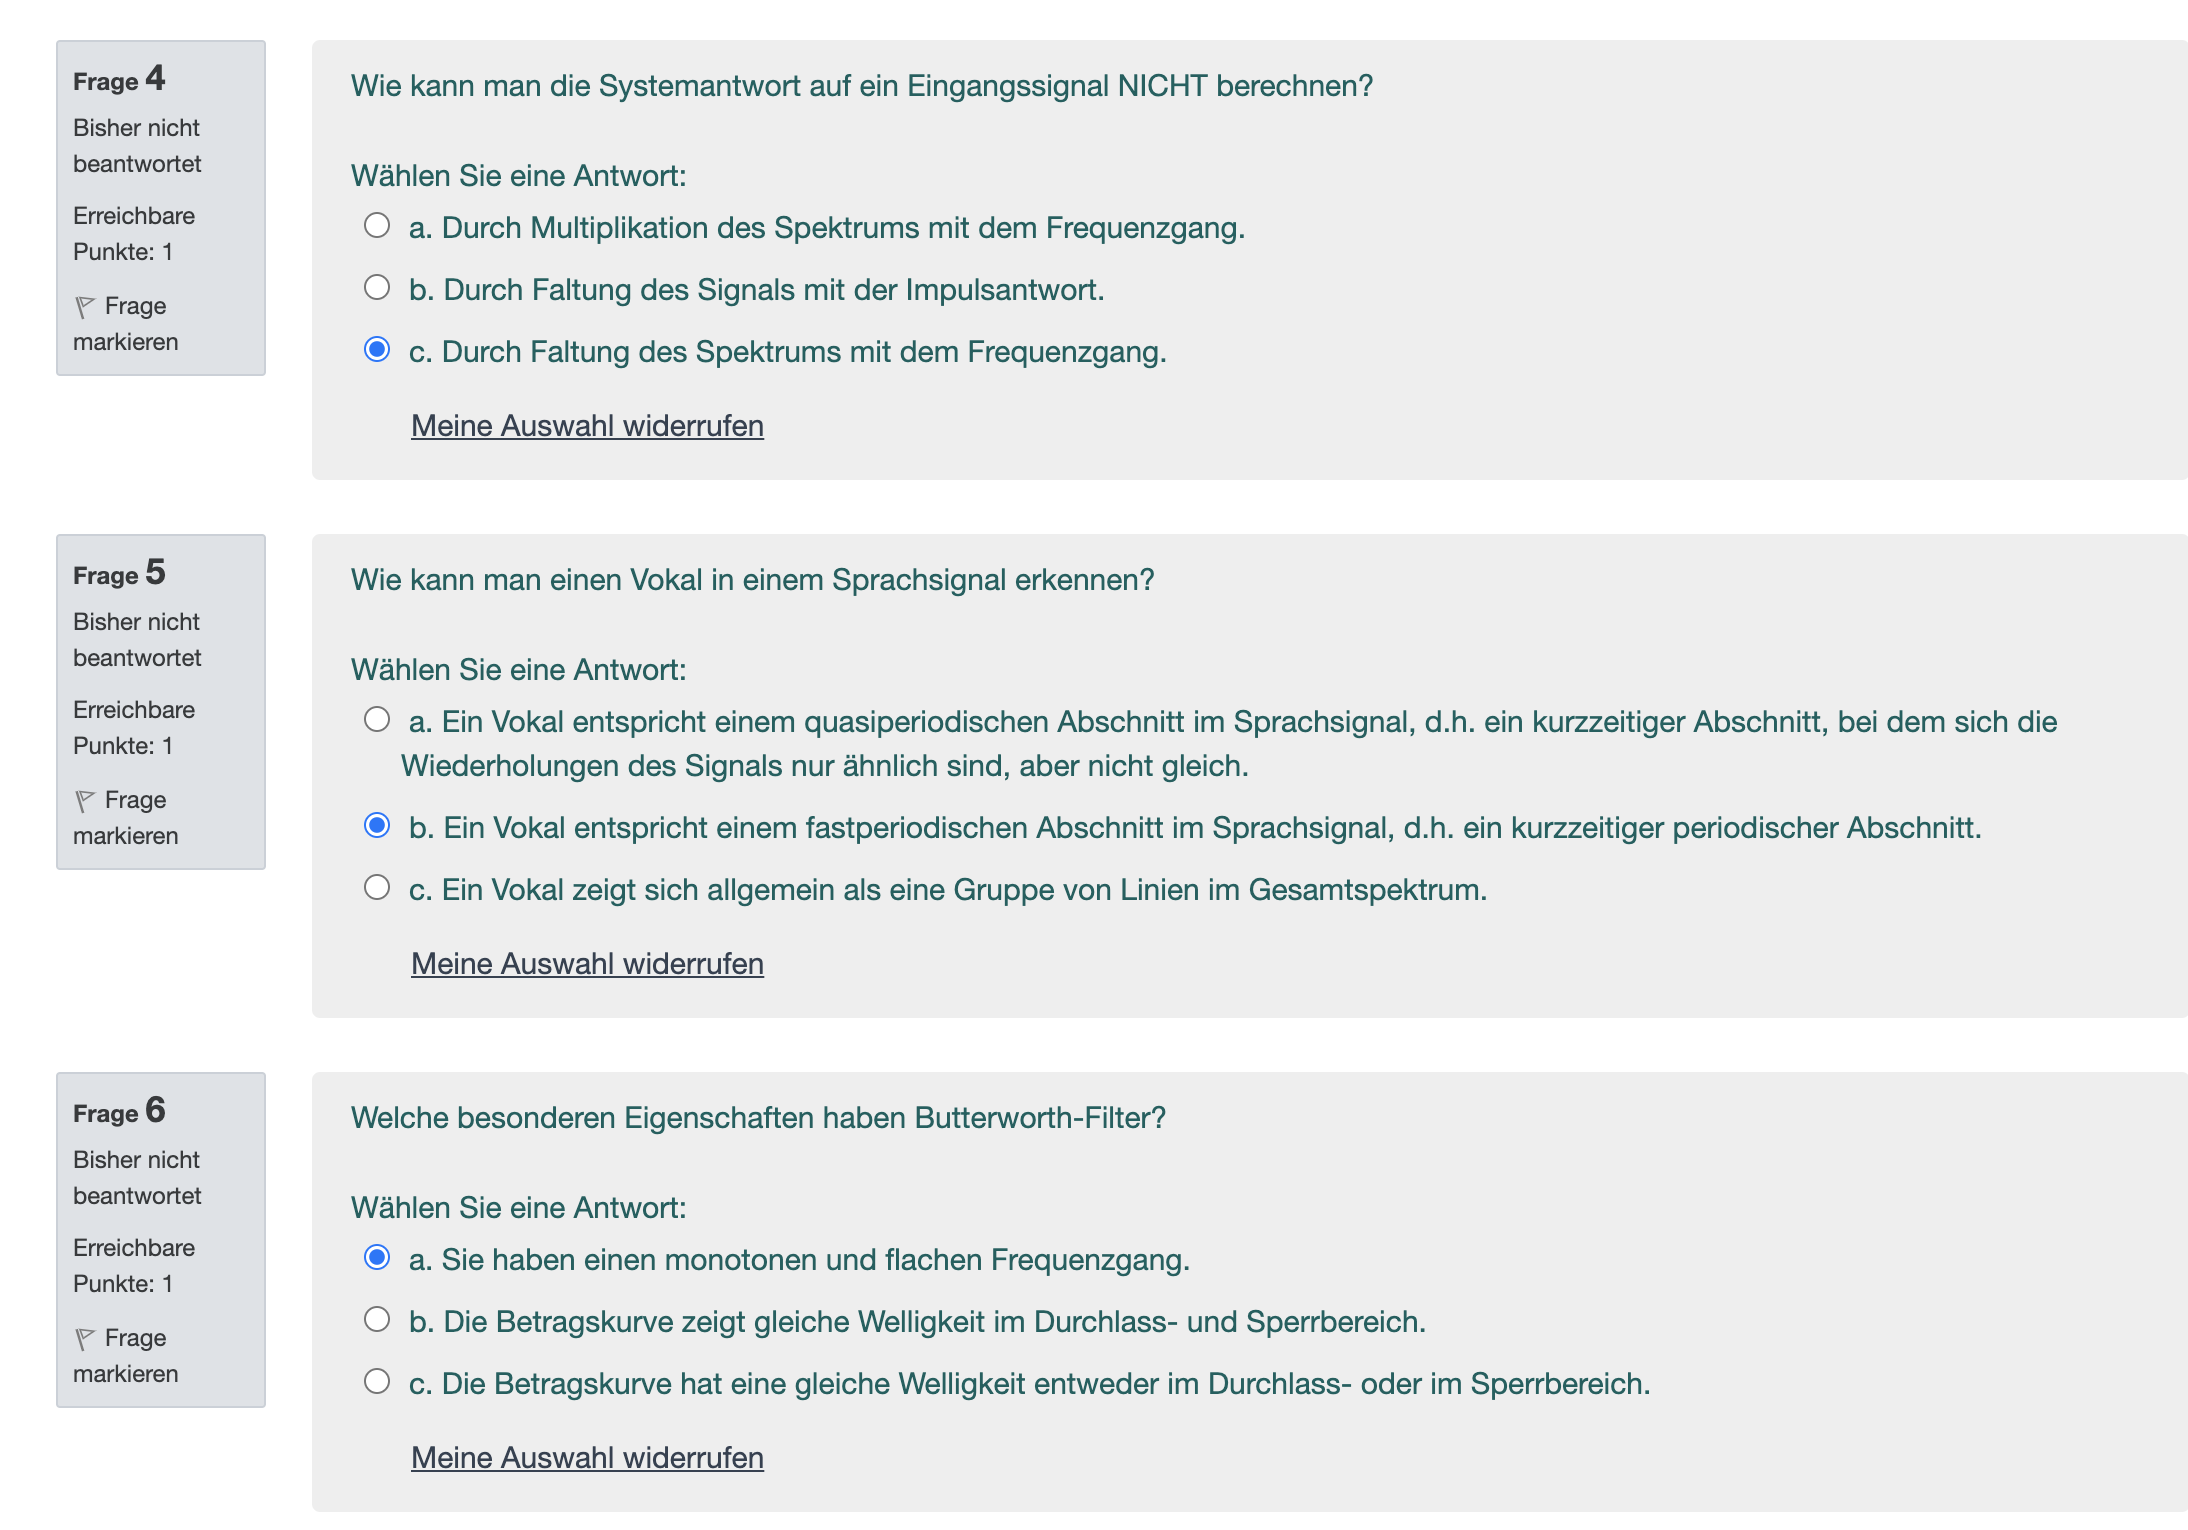 Frage 4
Bisher nicht
beantwortet
Erreichbare
Punkte: 1
Frage
markieren
Wie kann man die Systemantwort auf ein Eingangssignal NICHT berechnen?
Wählen Sie eine Antwort:
a. Durch Multiplikation des Spektrums mit dem Frequenzgang.
b. Durch Faltung des Signals mit der Impulsantwort.
c. Durch Faltung des Spektrums mit dem Frequenzgang.
Meine Auswahl widerrufen
Frage 5
Bisher nicht
beantwortet
Erreichbare
Punkte: 1
Frage
markieren
Wie kann man einen Vokal in einem Sprachsignal erkennen?
Wählen Sie eine Antwort:
a. Ein Vokal entspricht einem quasiperiodischen Abschnitt im Sprachsignal, d.h. ein kurzzeitiger Abschnitt, bei dem sich die
Wiederholungen des Signals nur ähnlich sind, aber nicht gleich.
b. Ein Vokal entspricht einem fastperiodischen Abschnitt im Sprachsignal, d.h. ein kurzzeitiger periodischer Abschnitt.
c. Ein Vokal zeigt sich allgemein als eine Gruppe von Linien im Gesamtspektrum.
Meine Auswahl widerrufen
Frage 6
Bisher nicht
beantwortet
Erreichbare
Punkte: 1
Frage
markieren
Welche besonderen Eigenschaften haben Butterworth-Filter?
Wählen Sie eine Antwort:
a. Sie haben einen monotonen und flachen Frequenzgang.
b. Die Betragskurve zeigt gleiche Welligkeit im Durchlass- und Sperrbereich.
c. Die Betragskurve hat eine gleiche Welligkeit entweder im Durchlass- oder im Sperrbereich.
Meine Auswahl widerrufen